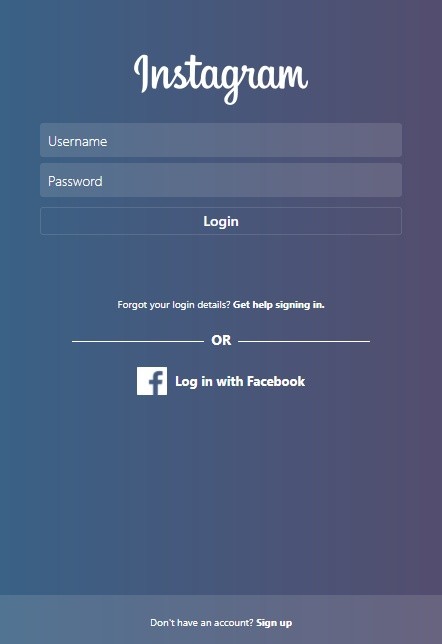 Instagram
Username
Password
Login
Forgot your login details? Get help signing in.
OR
Log in with Facebook
Don't have an account? Sign up